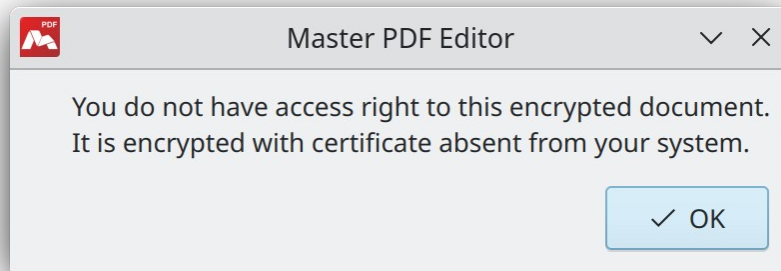 PDF
Master PDF Editor
You do not have access right to this encrypted document.
It is encrypted with certificate absent from your system.
OK